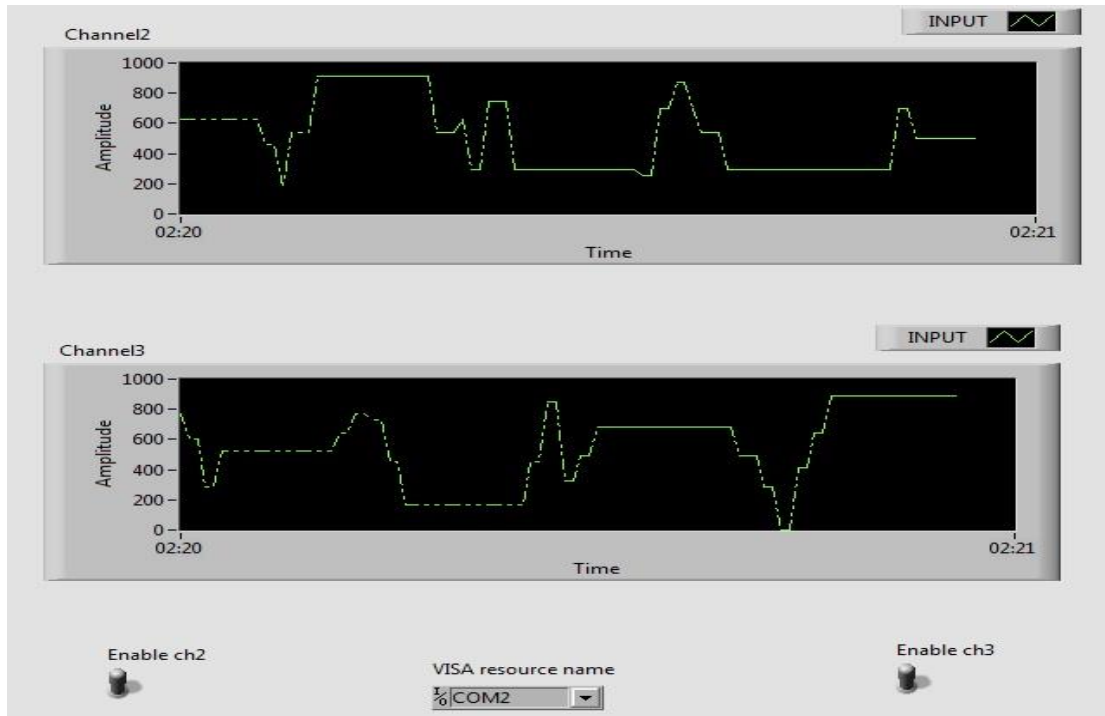 INPUT
Channel2
1000
800
600
400
200
0
Amplitude
02:20
02:21
Time
INPUT
Channel3
1000
800
600
400
200
0
Amplitude
02:20
02:21
Time
Enable ch2
Enable ch3
VISA resource name
I/O COM2